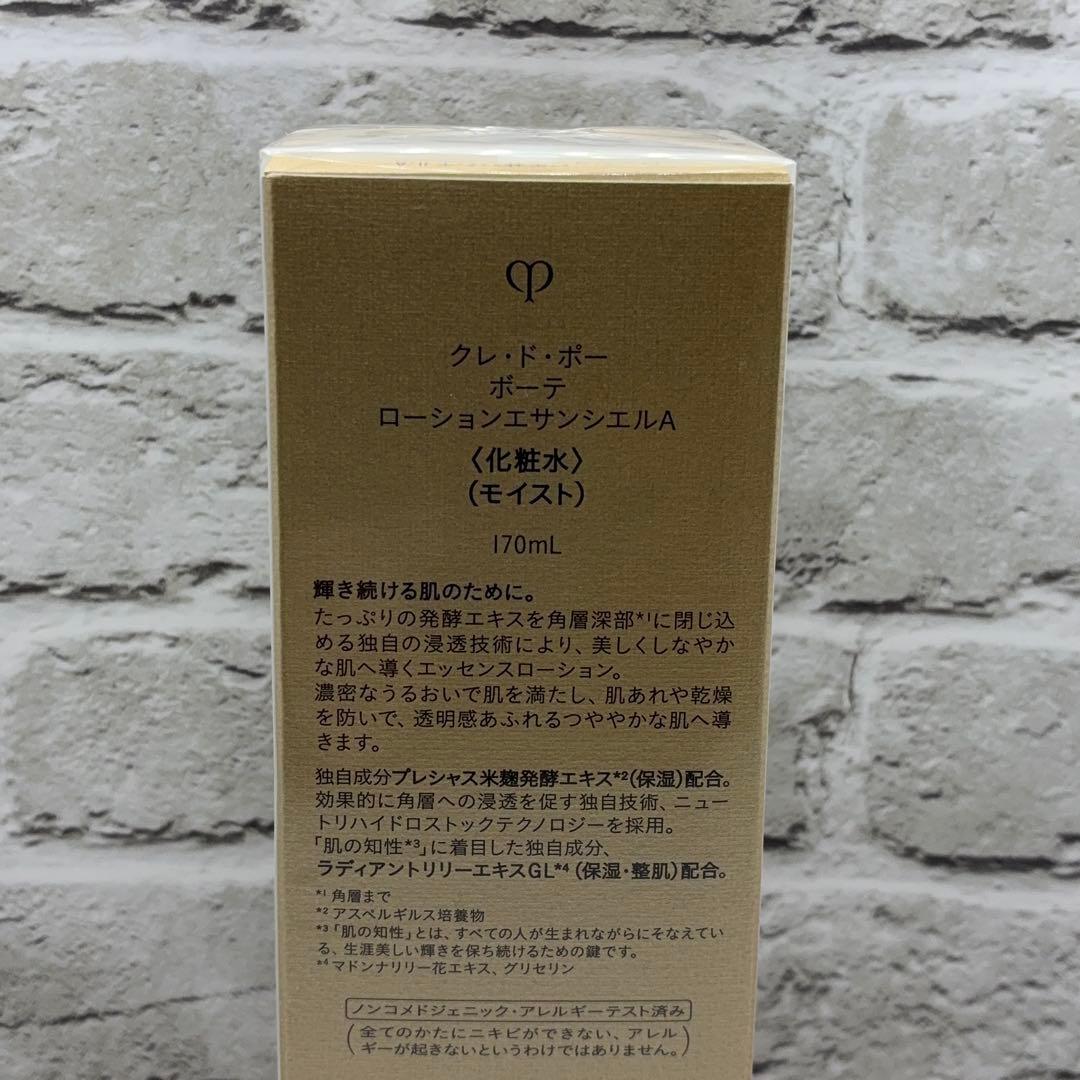 クレ・ド・ポー
ボーテ
ローションエサンシエルA
〈化粧水〉
(モイスト)
170mL
輝き続ける肌のために。
たっぷりの発酵エキスを角層深部*1に閉じ込
める独自の浸透技術により、美しくしなやか
な肌へ導くエッセンスローション。
濃密なうるおいで肌を満たし、肌あれや乾燥
を防いで、透明感あふれるつややかな肌へ導
きます。
独自成分プレシャス米麹発酵エキス*2(保湿)配合。
効果的に角層への浸透を促す独自技術、ニュー
トリハイドロストックテクノロジーを採用。
「肌の知性*3」に着目した独自成分、
ラディアントリリーエキスGL*4(保湿・整肌)配合。
*1 角層まで
*2 アスペルギルス培養物
*3「肌の知性」とは、すべての人が生まれながらにそなえてい
る、生涯美しい輝きを保ち続けるための鍵です。
*4 マドンナリリー花エキス、グリセリン
ノンコメドジェニック・アレルギーテスト済み
(全てのかたにニキビができない、アレル
ギーが起きないというわけではありません。)